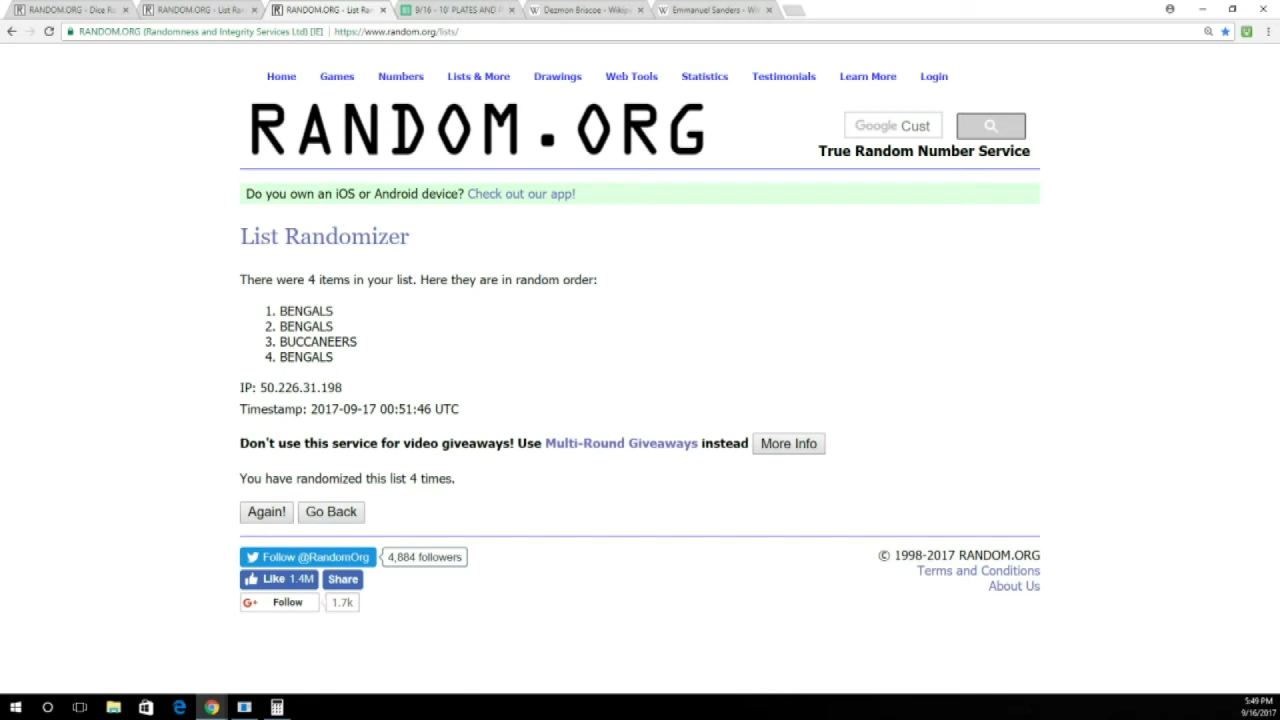 RANDOM.ORG - Dice Ro
RANDOM.ORG - List Ran
RANDOM.ORG - List Ran
9/16 - 10' PLATES AND P
Dezmon Briscoe - Wikipe
Emmanuel Sanders - Wi
RANDOM.ORG (Randomness and Integrity Services Ltd) [IE] https://www.random.org/lists/
Home Games Numbers Lists & More Drawings Web Tools Statistics Testimonials Learn More Login
RANDOM.ORG
Google Cust
True Random Number Service
Do you own an iOS or Android device? Check out our app!
List Randomizer
There were 4 items in your list. Here they are in random order:
1. BENGALS
2. BENGALS
3. BUCCANEERS
4. BENGALS
IP: 50.226.31.198
Timestamp: 2017-09-17 00:51:46 UTC
Don't use this service for video giveaways! Use Multi-Round Giveaways instead More Info
You have randomized this list 4 times.
Again! Go Back
Follow @RandomOrg 4,884 followers
Like 1.4M Share
G+ Follow 1.7k
© 1998-2017 RANDOM.ORG
Terms and Conditions
About Us
5:49 PM
9/16/2017